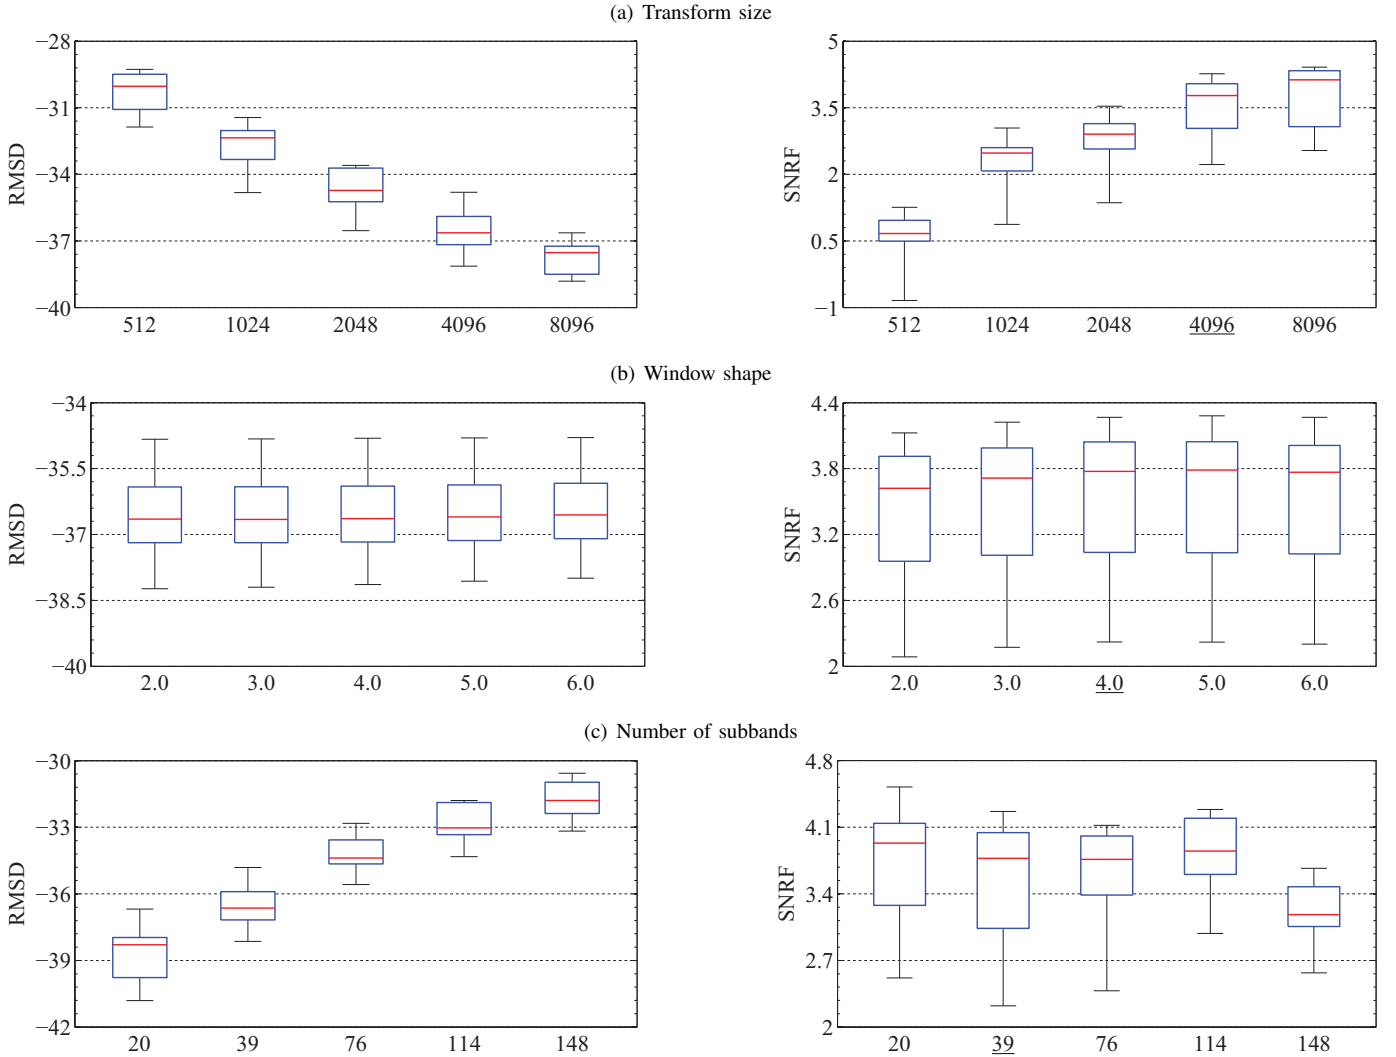 (a) Transform size
RMSD
−28
−31
−34
−37
−40
512 1024 2048 4096 8096
SNRF
5
3.5
2
0.5
−1
512 1024 2048 4096 8096
(b) Window shape
RMSD
−34
−35.5
−37
−38.5
−40
2.0 3.0 4.0 5.0 6.0
SNRF
4.4
3.8
3.2
2.6
2
2.0 3.0 4.0 5.0 6.0
(c) Number of subbands
RMSD
−30
−33
−36
−39
−42
20 39 76 114 148
SNRF
4.8
4.1
3.4
2.7
2
20 39 76 114 148